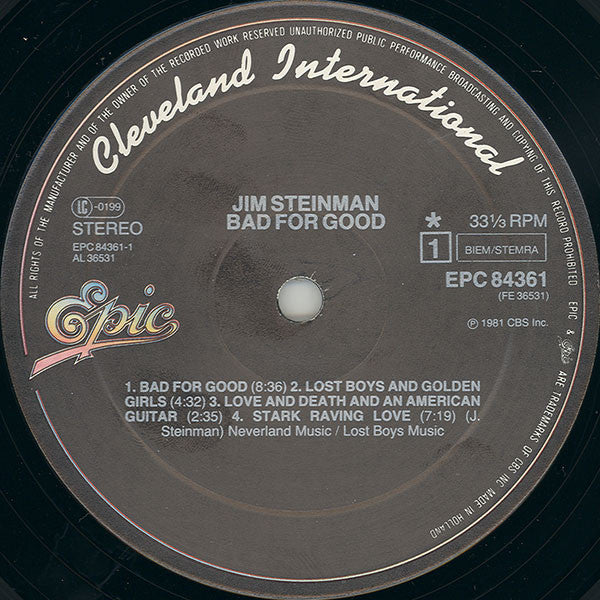 ALL RIGHTS OF THE MANUFACTURER AND OF THE OWNER OF THE RECORDED WORK RESERVED UNAUTHORIZED PUBLIC PERFORMANCE BROADCASTING AND COPYING OF THIS RECORD PROHIBITED EPIC & Epic ARE TRADEMARKS OF CBS INC MADE IN HOLLAND
Cleveland International
JIM STEINMAN
BAD FOR GOOD
LC -0199
STEREO
EPC 84361-1
AL 36531
* 33⅓ RPM
1 BIEM/STEMRA
EPC 84361
(FE 36531)
℗ 1981 CBS Inc.
Epic
1. BAD FOR GOOD (8:36) 2. LOST BOYS AND GOLDEN
GIRLS (4:32) 3. LOVE AND DEATH AND AN AMERICAN
GUITAR (2:35) 4. STARK RAVING LOVE (7:19) (J.
Steinman) Neverland Music / Lost Boys Music